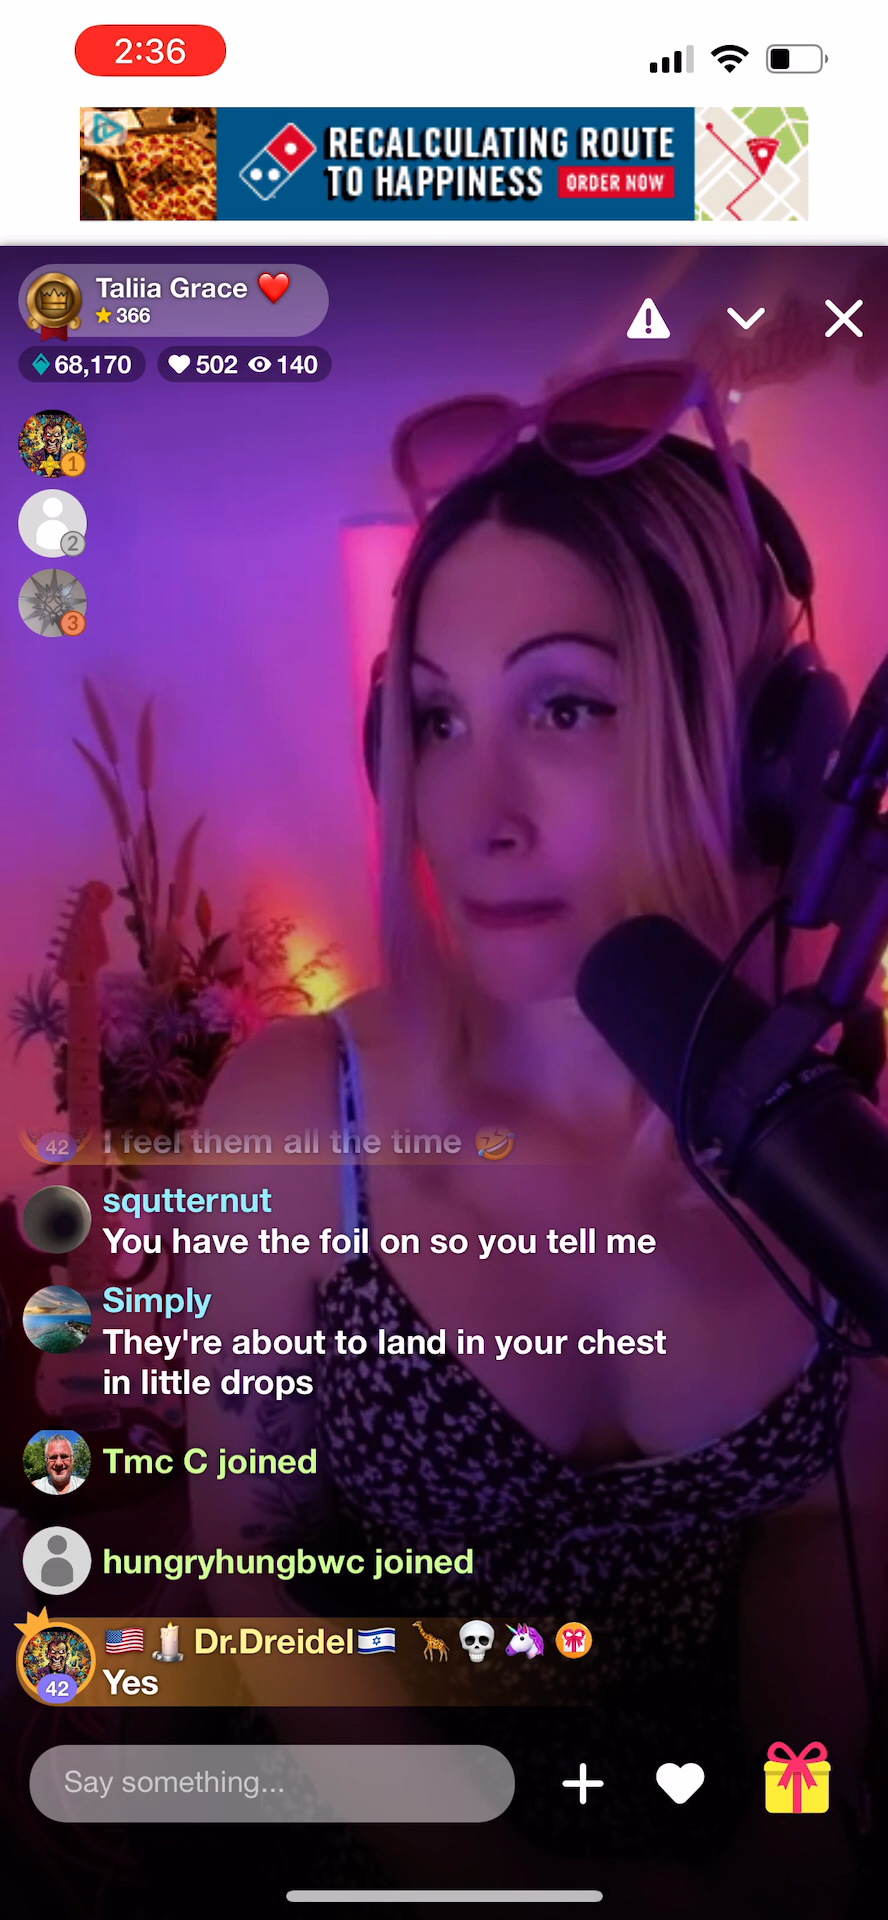 2:36
RECALCULATING ROUTE
TO HAPPINESS ORDER NOW
Taliia Grace ❤️
366
68,170 502 140
1
2
3
42 I feel them all the time 🤣
squtternut
You have the foil on so you tell me
Simply
They're about to land in your chest
in little drops
Tmc C joined
hungryhungbwc joined
🇺🇸🕯️ Dr.Dreidel🇮🇱 🦒💀🦄
42 Yes
Say something...